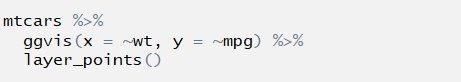 mtcars %>%
  ggvis(x = ~wt, y = ~mpg) %>%
  layer_points()